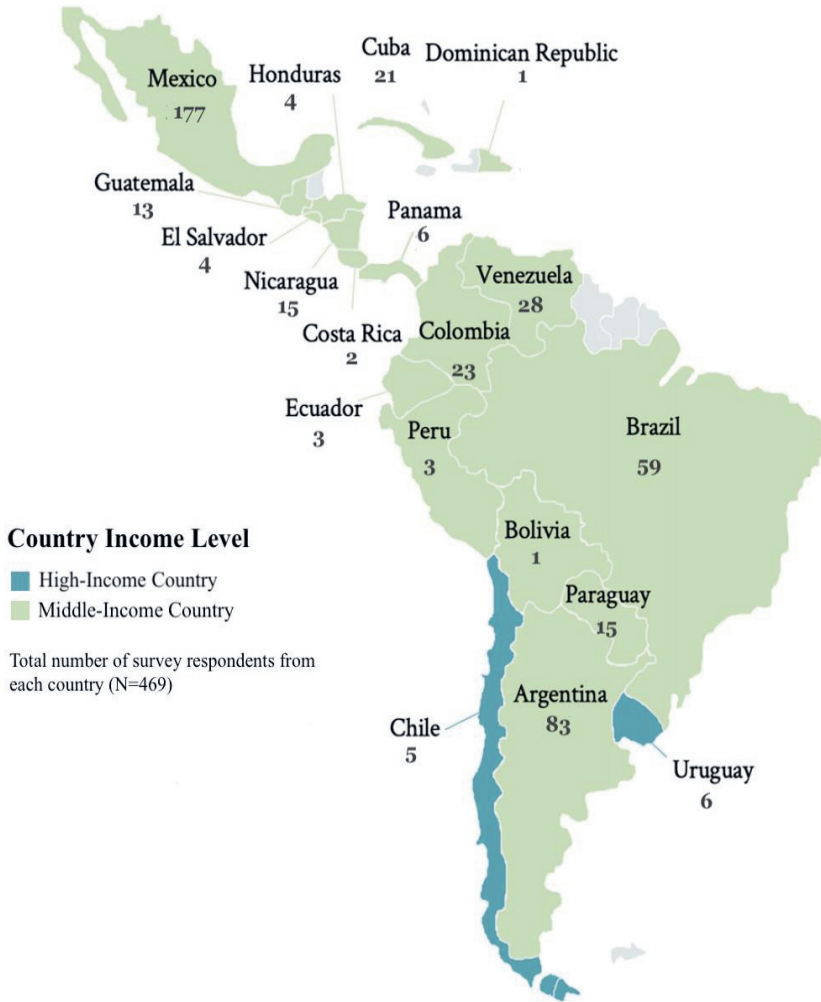 Cuba
21
Dominican Republic
1
Honduras
4
Mexico
177
Guatemala
13
Panama
6
El Salvador
4
Nicaragua
15
Venezuela
28
Costa Rica
2
Colombia
23
Ecuador
3
Peru
3
Brazil
59
Country Income Level
High-Income Country
Middle-Income Country
Total number of survey respondents from
each country (N=469)
Bolivia
1
Paraguay
15
Argentina
83
Chile
5
Uruguay
6